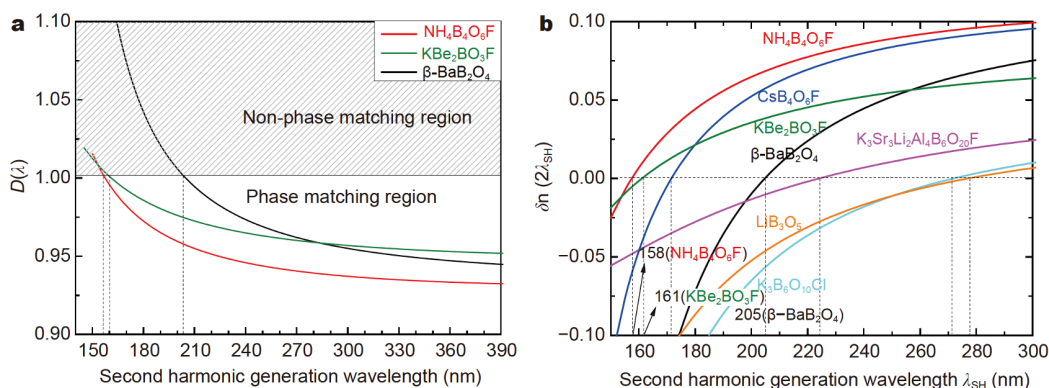 a
1.10
1.05
1.00
0.95
0.90
D(λ)
NH₄B₄O₆F
KBe₂BO₃F
β-BaB₂O₄
Non-phase matching region
Phase matching region
150 180 210 240 270 300 330 360 390
Second harmonic generation wavelength (nm)
b
0.10
0.05
0.00
−0.05
−0.10
δn (2λSH)
NH₄B₄O₆F
CsB₄O₆F
KBe₂BO₃F
β-BaB₂O₄
K₃Sr₃Li₂Al₄B₆O₂₀F
LiB₃O₅
158(NH₄B₄O₆F)
K₃B₆O₁₀Cl
161(KBe₂BO₃F)
205(β−BaB₂O₄)
160 180 200 220 240 260 280 300
Second harmonic generation wavelength λSH (nm)